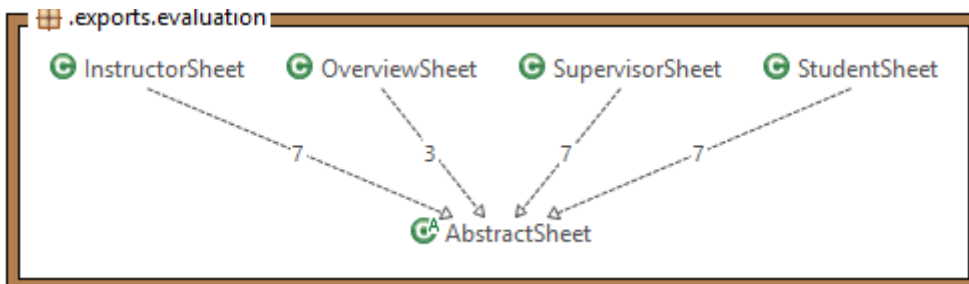 .exports.evaluation
C InstructorSheet C OverviewSheet C SupervisorSheet C StudentSheet
7 3 7 7
C A AbstractSheet